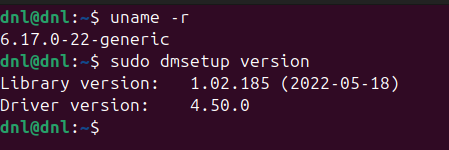 dnl@dnl:~$ uname -r
6.17.0-22-generic
dnl@dnl:~$ sudo dmsetup version
Library version:   1.02.185 (2022-05-18)
Driver version:    4.50.0
dnl@dnl:~$